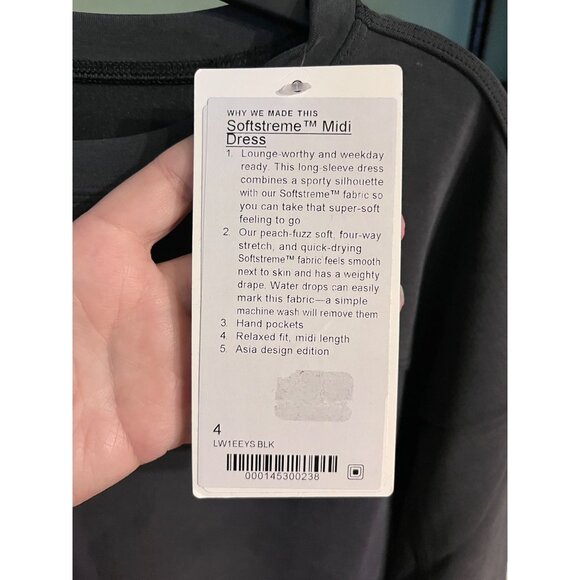 WHY WE MADE THIS
Softstreme™ Midi
Dress
1. Lounge-worthy and weekday
ready. This long-sleeve dress
combines a sporty silhouette
with our Softstreme™ fabric so
you can take that super-soft
feeling to go
2. Our peach-fuzz soft, four-way
stretch, and quick-drying
Softstreme™ fabric feels smooth
next to skin and has a weighty
drape. Water drops can easily
mark this fabric—a simple
machine wash will remove them
3. Hand pockets
4. Relaxed fit, midi length
5. Asia design edition
4
LW1EEYS BLK
000145300238